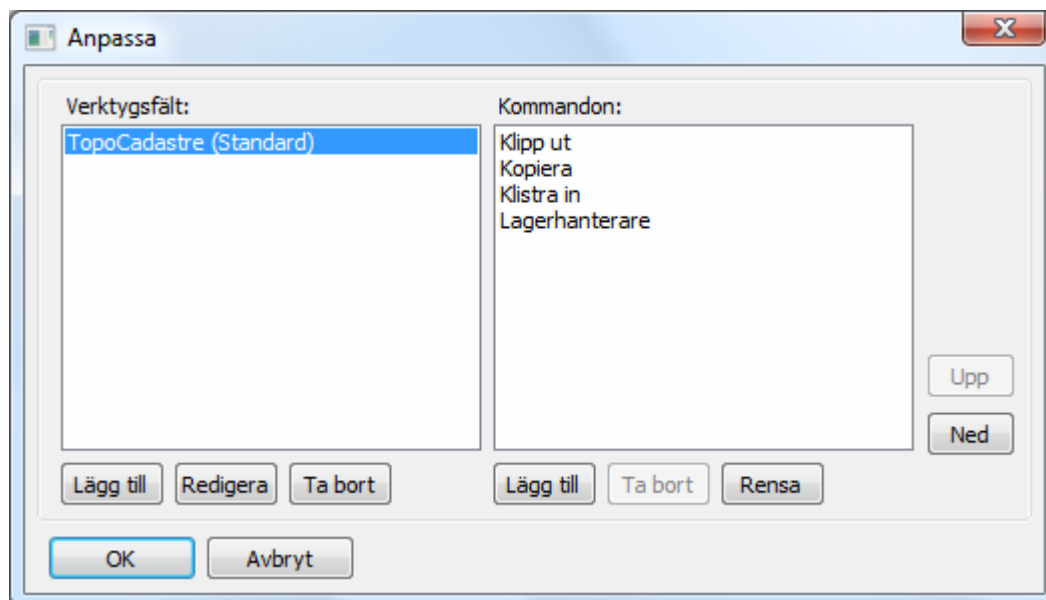 Anpassa
Verktygsfält:
Kommandon:
TopoCadastre (Standard)
Klipp ut
Kopiera
Klistra in
Lagerhanterare
Upp
Ned
Lägg till
Redigera
Ta bort
Lägg till
Ta bort
Rensa
OK
Avbryt